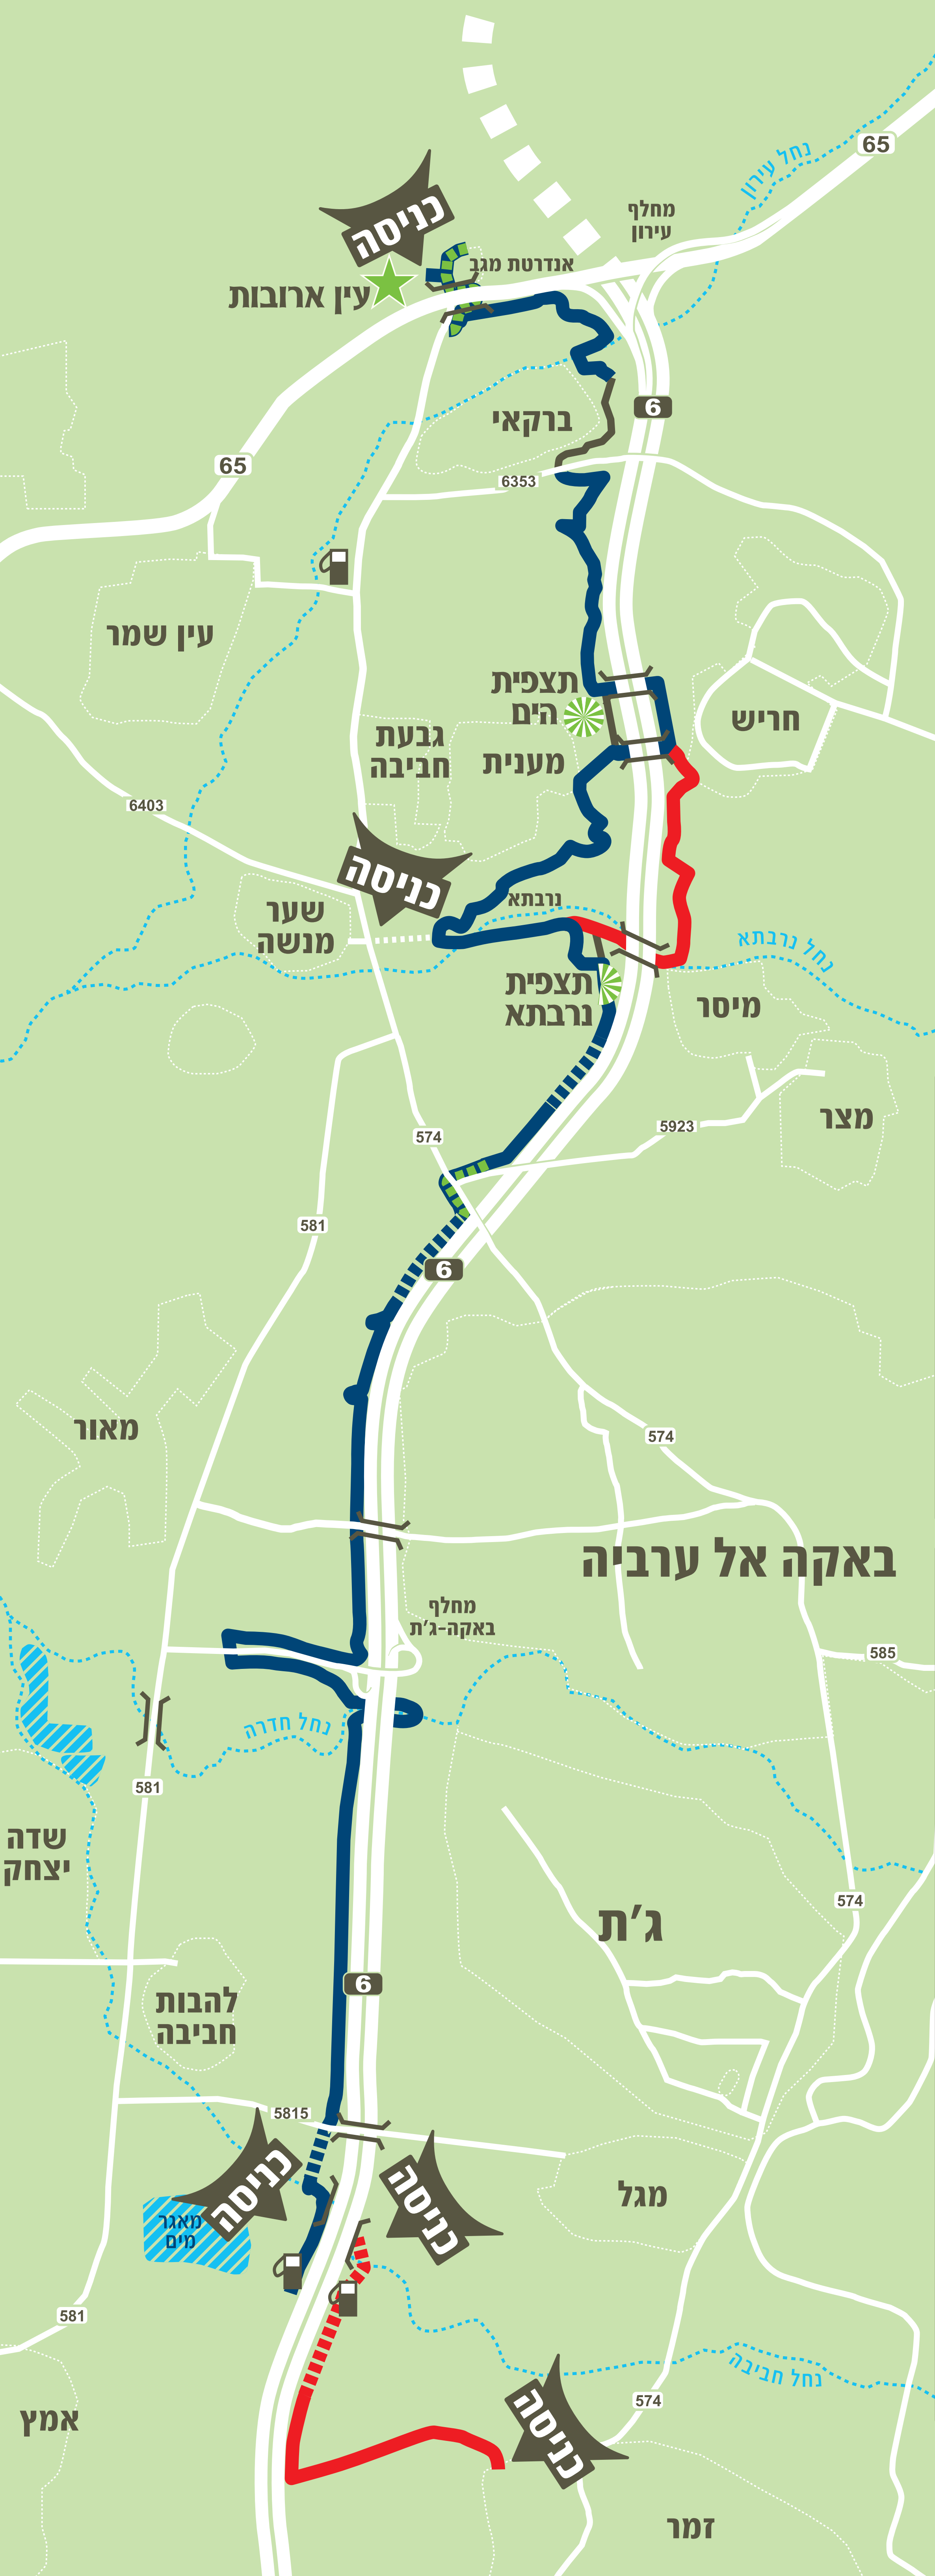 65
נחל עירון
מחלף
עירון
כניסה
אנדרטת מגב
עין ארובות
6
ברקאי
65
6353
עין שמר
תצפית
הים
חריש
גבעת
חביבה
מענית
6403
כניסה
נרבתא
שער
מנשה
נחל נרבתא
תצפית
נרבתא
מיסר
מצר
5923
574
581
6
מאור
574
באקה אל ערביה
מחלף
באקה-ג'ת
585
נחל חדרה
581
שדה
יצחק
574
ג'ת
6
להבות
חביבה
5815
כניסה
כניסה
מגל
מאגר
מים
581
נחל חביבה
כניסה
574
אמץ
זמר